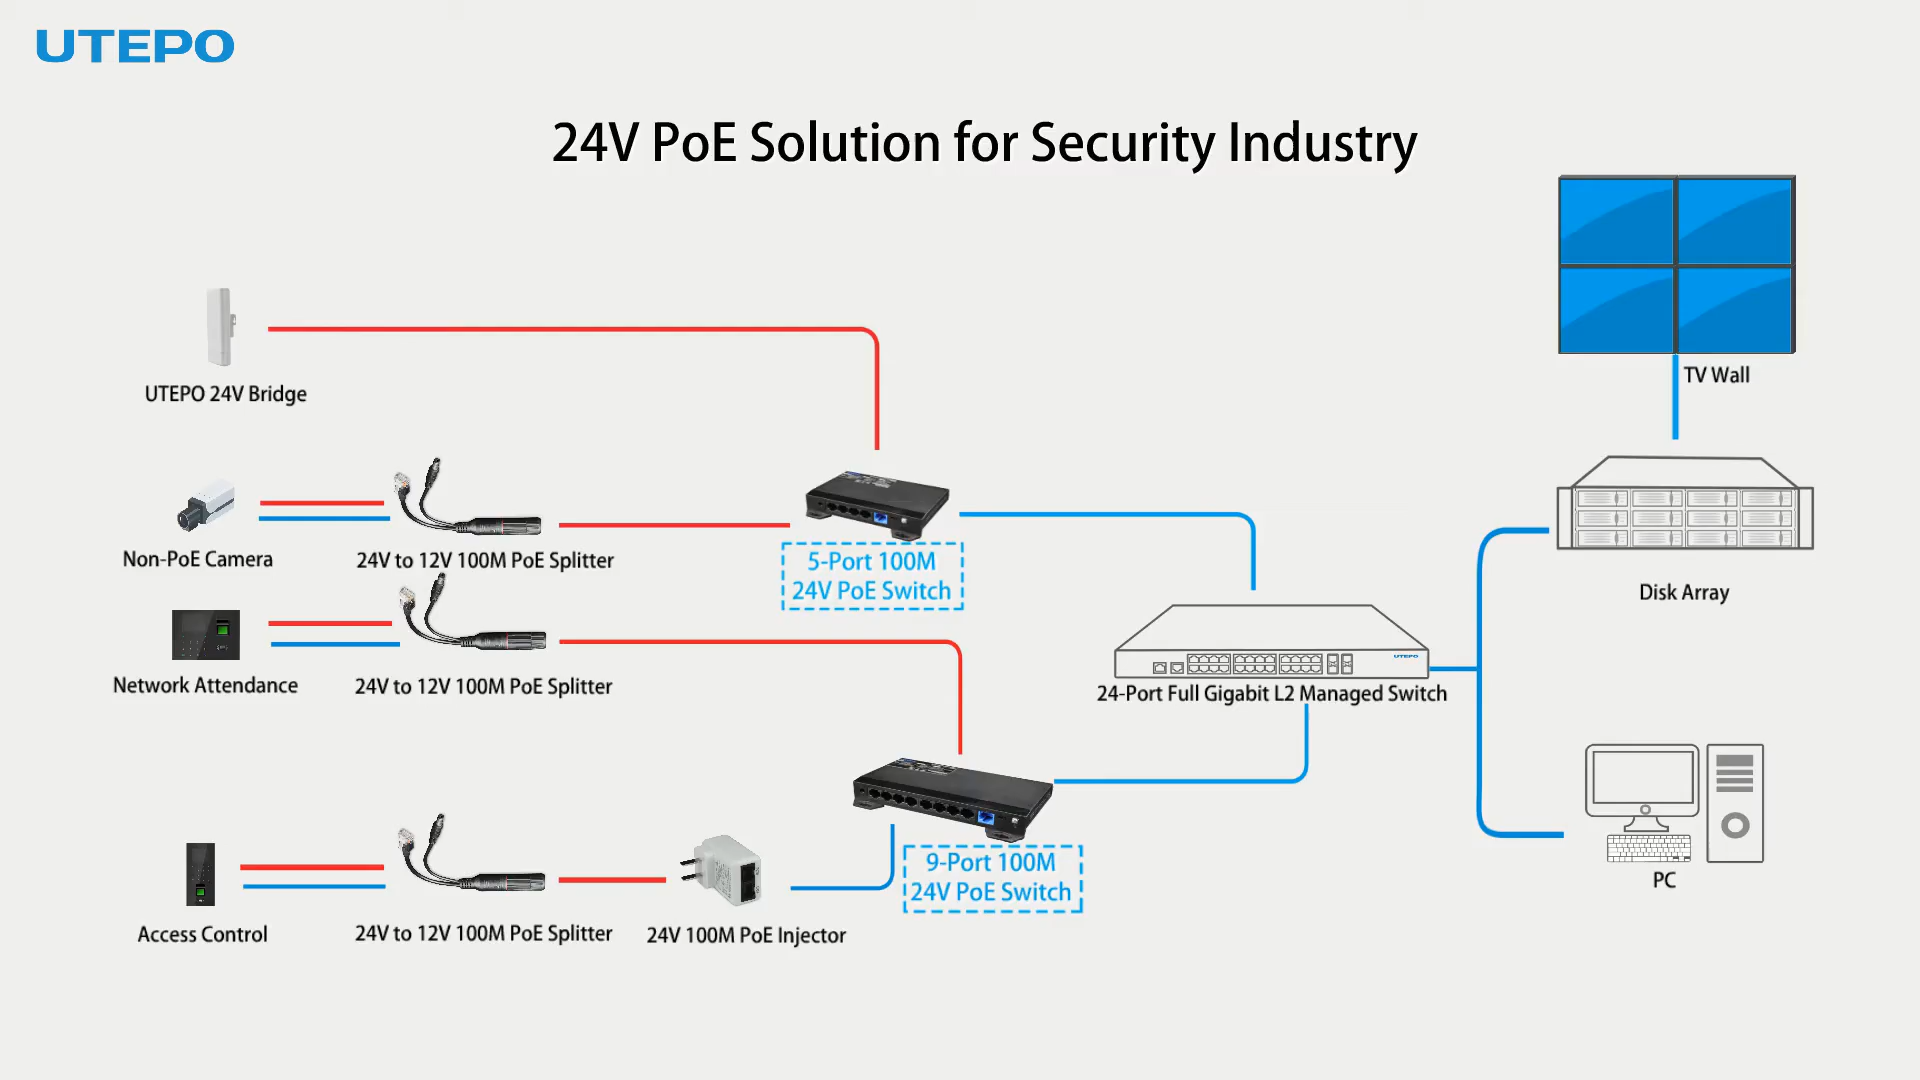 UTEPO
24V PoE Solution for Security Industry
TV Wall
UTEPO 24V Bridge
Non-PoE Camera
24V to 12V 100M PoE Splitter
5-Port 100M
24V PoE Switch
Disk Array
UTEPO
Network Attendance
24V to 12V 100M PoE Splitter
24-Port Full Gigabit L2 Managed Switch
9-Port 100M
24V PoE Switch
PC
Access Control
24V to 12V 100M PoE Splitter
24V 100M PoE Injector